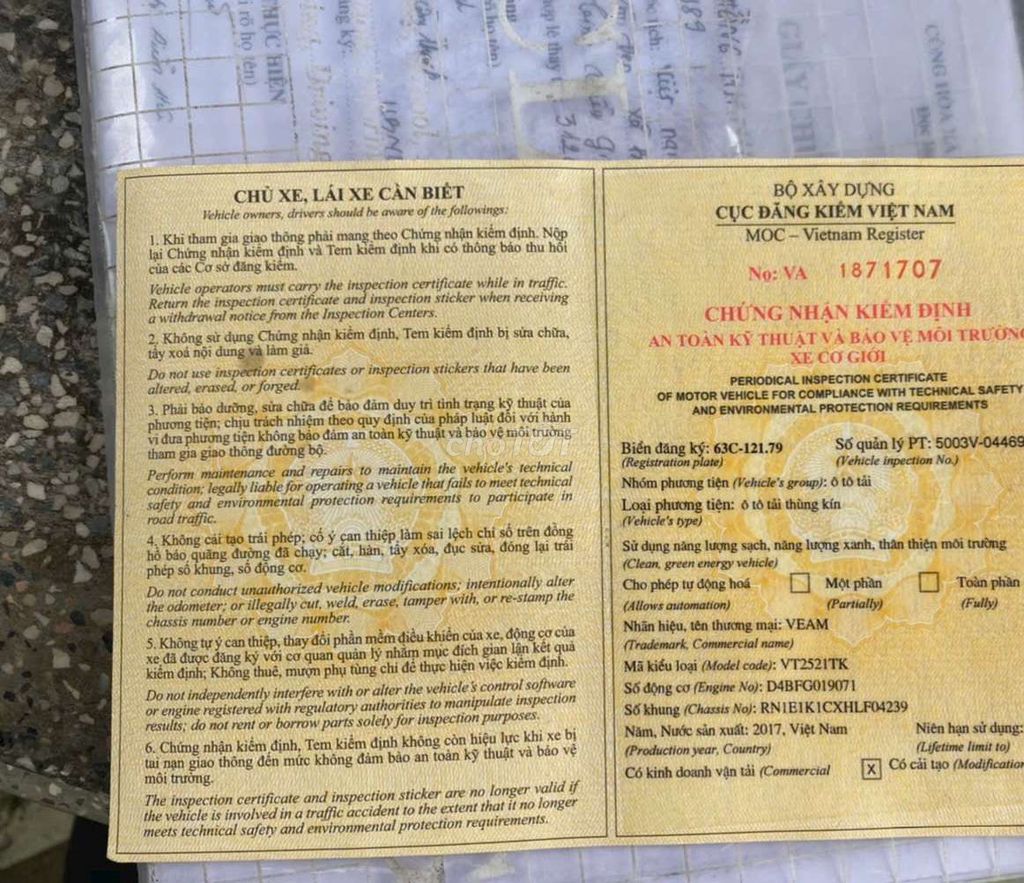 CHỦ XE, LÁI XE CẦN BIẾT
Vehicle owners, drivers should be aware of the followings:
1. Khi tham gia giao thông phải mang theo Chứng nhận kiểm định. Nộp
lại Chứng nhận kiểm định và Tem kiểm định khi có thông báo thu hồi
của các Cơ sở đăng kiểm.
Vehicle operators must carry the inspection certificate while in traffic.
Return the inspection certificate and inspection sticker when receiving
a withdrawal notice from the Inspection Centers.
2. Không sử dụng Chứng nhận kiểm định, Tem kiểm định bị sửa chữa,
tẩy xoá nội dung và làm giả.
Do not use inspection certificates or inspection stickers that have been
altered, erased, or forged.
3. Phải bảo dưỡng, sửa chữa để bảo đảm duy trì tình trạng kỹ thuật của
phương tiện; chịu trách nhiệm theo quy định của pháp luật đối với hành
vi đưa phương tiện không bảo đảm an toàn kỹ thuật và bảo vệ môi trường
tham gia giao thông đường bộ.
Perform maintenance and repairs to maintain the vehicle's technical
condition; legally liable for operating a vehicle that fails to meet technical
safety and environmental protection requirements to participate in
road traffic.
4. Không cải tạo trái phép; cố ý can thiệp làm sai lệch chỉ số trên đồng
hồ báo quãng đường đã chạy; cắt, hàn, tẩy xóa, đục sửa, đóng lại trái
phép số khung, số động cơ.
Do not conduct unauthorized vehicle modifications; intentionally alter
the odometer; or illegally cut, weld, erase, tamper with, or re-stamp the
chassis number or engine number.
5. Không tự ý can thiệp, thay đổi phần mềm điều khiển của xe, động cơ của
xe đã được đăng ký với cơ quan quản lý nhằm mục đích gian lận kết quả
kiểm định; Không thuê, mượn phụ tùng chỉ để thực hiện việc kiểm định.
Do not independently interfere with or alter the vehicle's control software
or engine registered with regulatory authorities to manipulate inspection
results; do not rent or borrow parts solely for inspection purposes.
6. Chứng nhận kiểm định, Tem kiểm định không còn hiệu lực khi xe bị
tai nạn giao thông đến mức không đảm bảo an toàn kỹ thuật và bảo vệ
môi trường.
The inspection certificate and inspection sticker are no longer valid if
the vehicle is involved in a traffic accident to the extent that it no longer
meets technical safety and environmental protection requirements.
BỘ XÂY DỰNG
CỤC ĐĂNG KIỂM VIỆT NAM
MOC – Vietnam Register
No: VA 1871707
CHỨNG NHẬN KIỂM ĐỊNH
AN TOÀN KỸ THUẬT VÀ BẢO VỆ MÔI TRƯỜNG
XE CƠ GIỚI
PERIODICAL INSPECTION CERTIFICATE
OF MOTOR VEHICLE FOR COMPLIANCE WITH TECHNICAL SAFETY
AND ENVIRONMENTAL PROTECTION REQUIREMENTS
Biển đăng ký: 63C-121.79 Số quản lý PT: 5003V-04469
(Registration plate) (Vehicle inpection No.)
Nhóm phương tiện (Vehicle's group): ô tô tải
Loại phương tiện: ô tô tải thùng kín
(Vehicle's type)
Sử dụng năng lượng sạch, năng lượng xanh, thân thiện môi trường
(Clean, green energy vehicle)
Cho phép tự động hoá Một phần Toàn phần
(Allows automation) (Partially) (Fully)
Nhãn hiệu, tên thương mại: VEAM
(Trademark, Commercial name)
Mã kiểu loại (Model code): VT2521TK
Số động cơ (Engine No): D4BFG019071
Số khung (Chassis No): RN1E1K1CXHLF04239
Năm, Nước sản xuất: 2017, Việt Nam Niên hạn sử dụng:
(Production year, Country) (Lifetime limit to)
Có kinh doanh vận tải (Commercial X Có cải tạo (Modification